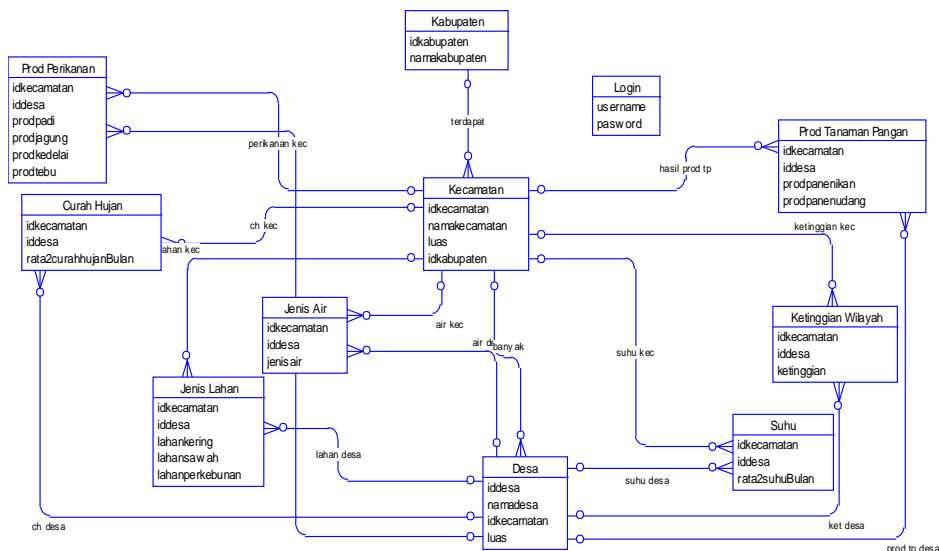 Kabupaten
idkabupaten
namakabupaten
Prod Perikanan
idkecamatan
iddesa
prodpadi
prodjagung
prodkedelai
prodtebu
Login
username
pasword
terdapat
Prod Tanaman Pangan
idkecamatan
iddesa
prodpanenikan
prodpanenudang
perikanan kec
hasil prod tp
Kecamatan
idkecamatan
namakecamatan
luas
idkabupaten
Curah Hujan
idkecamatan
iddesa
rata2curahhujanBulan
ch kec
ahan kec
ketinggian kec
Jenis Air
idkecamatan
iddesa
jenisair
air kec
Ketinggian Wilayah
idkecamatan
iddesa
ketinggian
banyak
suhu kec
Jenis Lahan
idkecamatan
iddesa
lahankering
lahansawah
lahanperkebunan
lahan desa
Suhu
idkecamatan
iddesa
rata2suhuBulan
Desa
iddesa
namadesa
idkecamatan
luas
suhu desa
ch desa
ket desa
prod tp desa